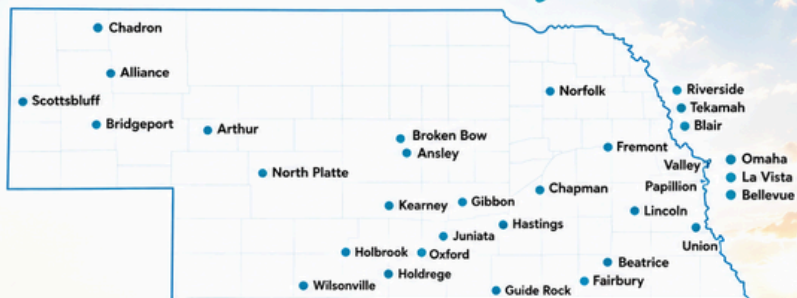 Chadron
Alliance
Scottsbluff
Norfolk
Riverside
Tekamah
Bridgeport
Arthur
Blair
Broken Bow
Ansley
Fremont
Valley
Omaha
North Platte
La Vista
Papillion
Chapman
Bellevue
Kearney
Gibbon
Lincoln
Hastings
Juniata
Union
Holbrook
Oxford
Beatrice
Holdrege
Fairbury
Wilsonville
Guide Rock